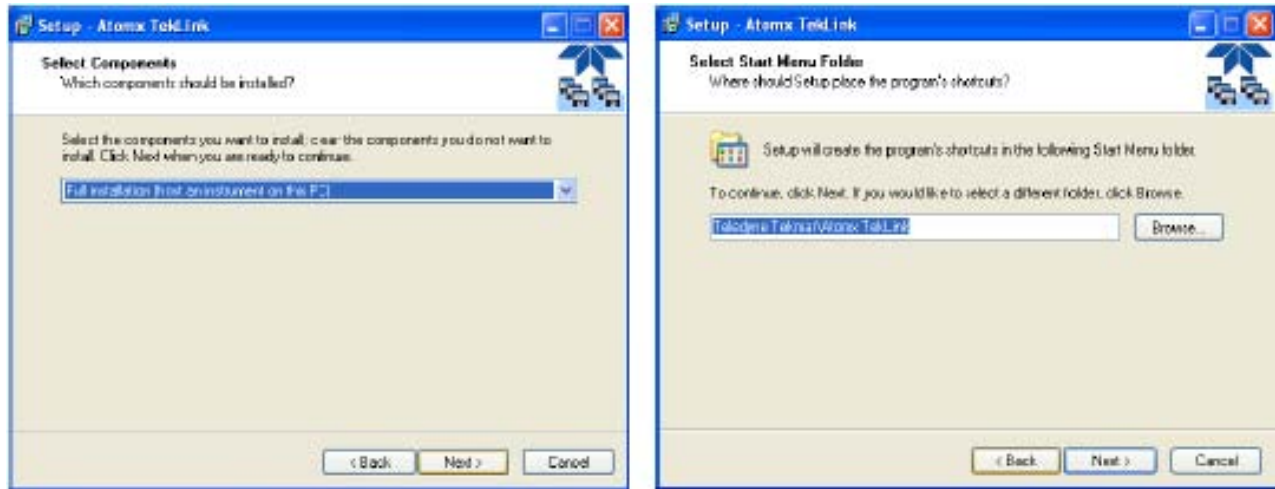 Setup - Atomx TekLink
Select Components
Which components should be installed?
Select the components you want to install; clear the components you do not want to
install. Click Next when you are ready to continue.
Full installation (host an instrument on this PC)
< Back
Next >
Cancel
Setup - Atomx TekLink
Select Start Menu Folder
Where should Setup place the program's shortcuts?
Setup will create the program's shortcuts in the following Start Menu folder.
To continue, click Next. If you would like to select a different folder, click Browse.
Teledyne Tekmar\Atomx TekLink
Browse...
< Back
Next >
Cancel